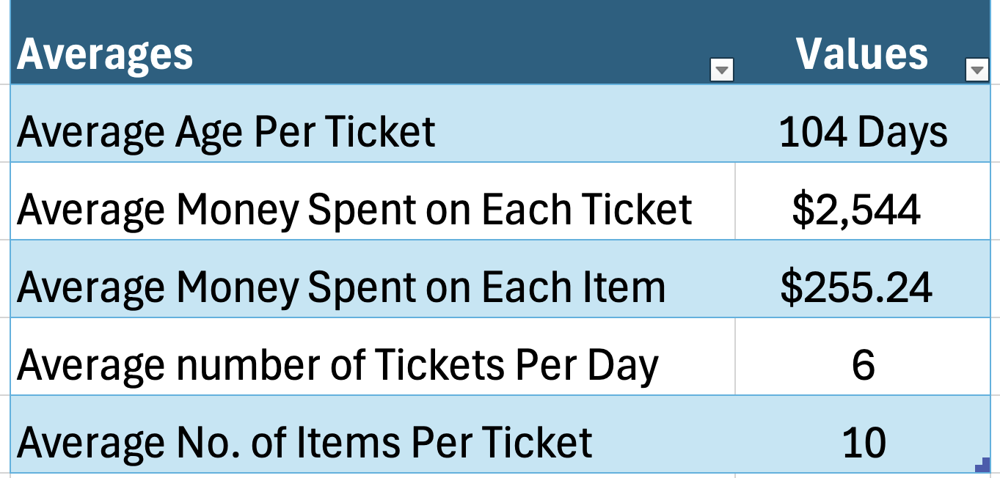 Averages Values
Average Age Per Ticket 104 Days
Average Money Spent on Each Ticket $2,544
Average Money Spent on Each Item $255.24
Average number of Tickets Per Day 6
Average No. of Items Per Ticket 10